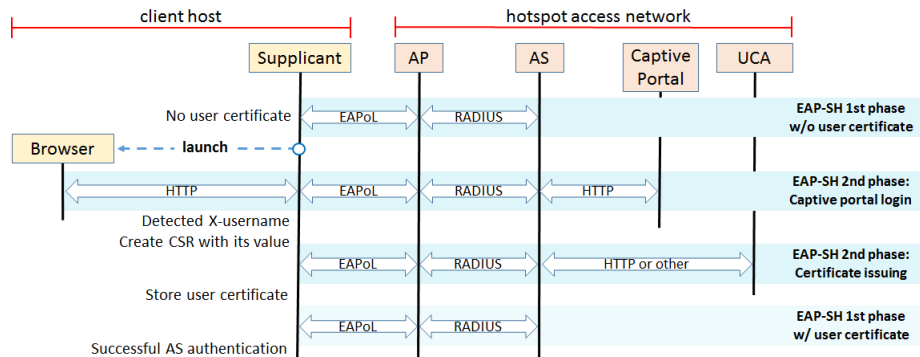 client host
hotspot access network
Supplicant
AP
AS
Captive
Portal
UCA
No user certificate
EAPoL
RADIUS
EAP-SH 1st phase
w/o user certificate
Browser
launch
HTTP
EAPoL
RADIUS
HTTP
EAP-SH 2nd phase:
Captive portal login
Detected X-username
Create CSR with its value
EAPoL
RADIUS
HTTP or other
EAP-SH 2nd phase:
Certificate issuing
Store user certificate
EAPoL
RADIUS
EAP-SH 1st phase
w/ user certificate
Successful AS authentication